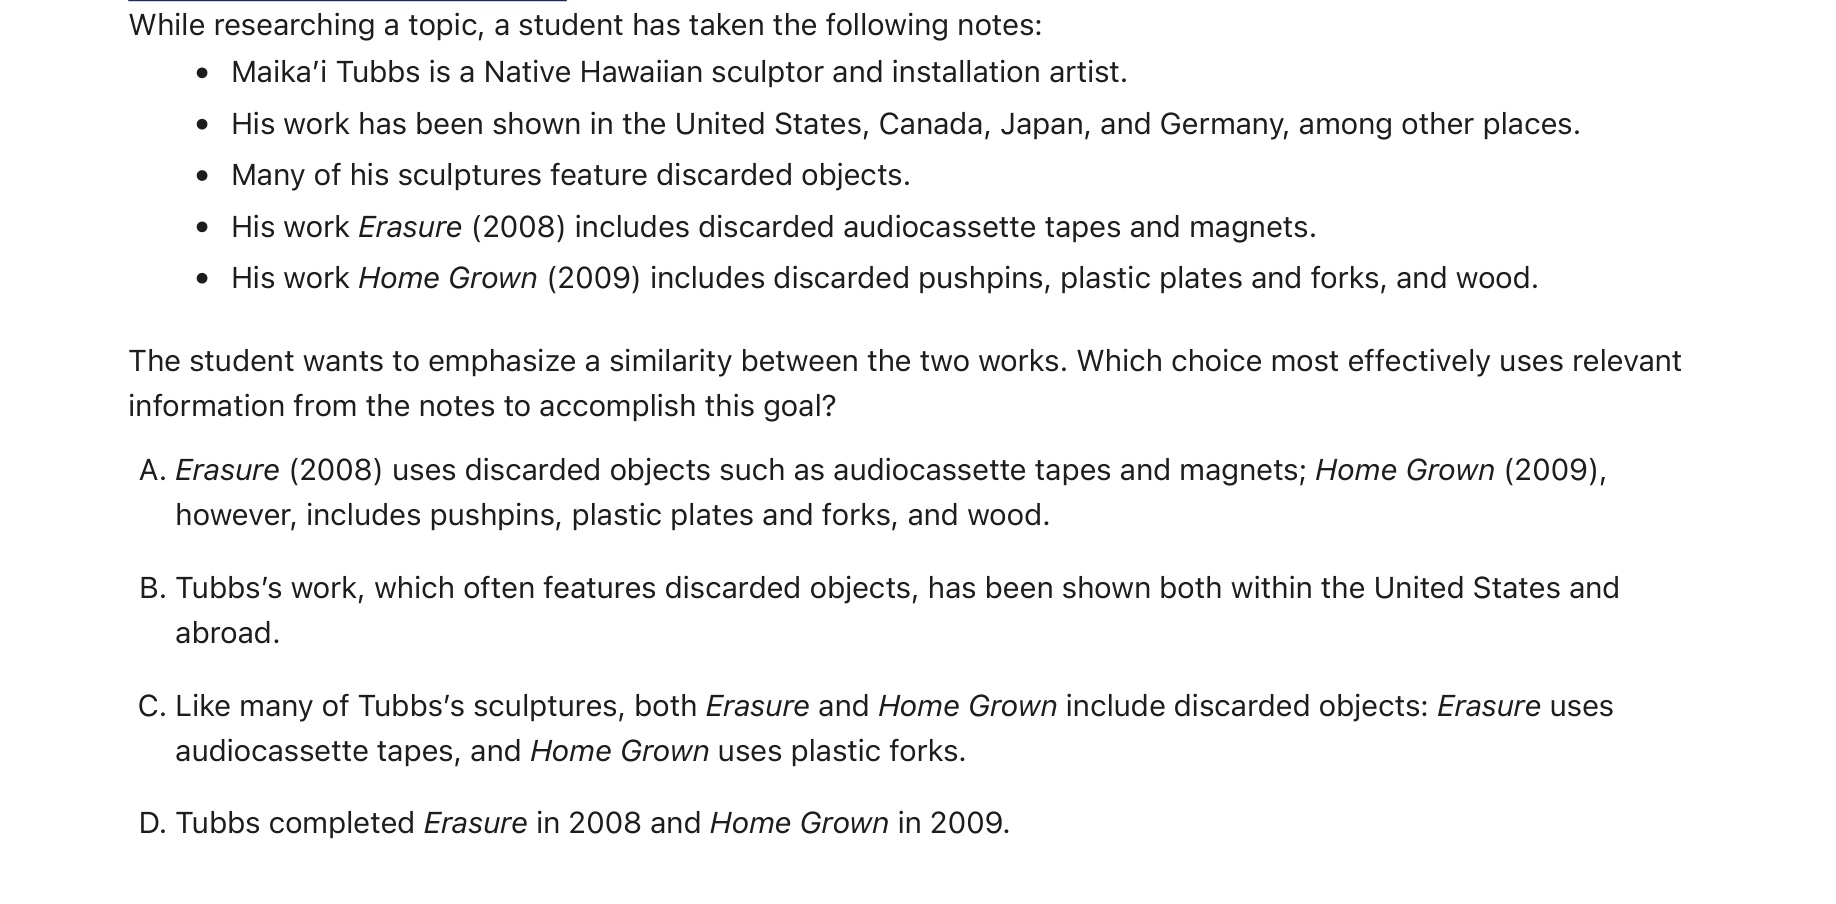 While researching a topic, a student has taken the following notes:
• Maika’i Tubbs is a Native Hawaiian sculptor and installation artist.
• His work has been shown in the United States, Canada, Japan, and Germany, among other places.
• Many of his sculptures feature discarded objects.
• His work Erasure (2008) includes discarded audiocassette tapes and magnets.
• His work Home Grown (2009) includes discarded pushpins, plastic plates and forks, and wood.
The student wants to emphasize a similarity between the two works. Which choice most effectively uses relevant
information from the notes to accomplish this goal?
A. Erasure (2008) uses discarded objects such as audiocassette tapes and magnets; Home Grown (2009),
however, includes pushpins, plastic plates and forks, and wood.
B. Tubbs’s work, which often features discarded objects, has been shown both within the United States and
abroad.
C. Like many of Tubbs’s sculptures, both Erasure and Home Grown include discarded objects: Erasure uses
audiocassette tapes, and Home Grown uses plastic forks.
D. Tubbs completed Erasure in 2008 and Home Grown in 2009.